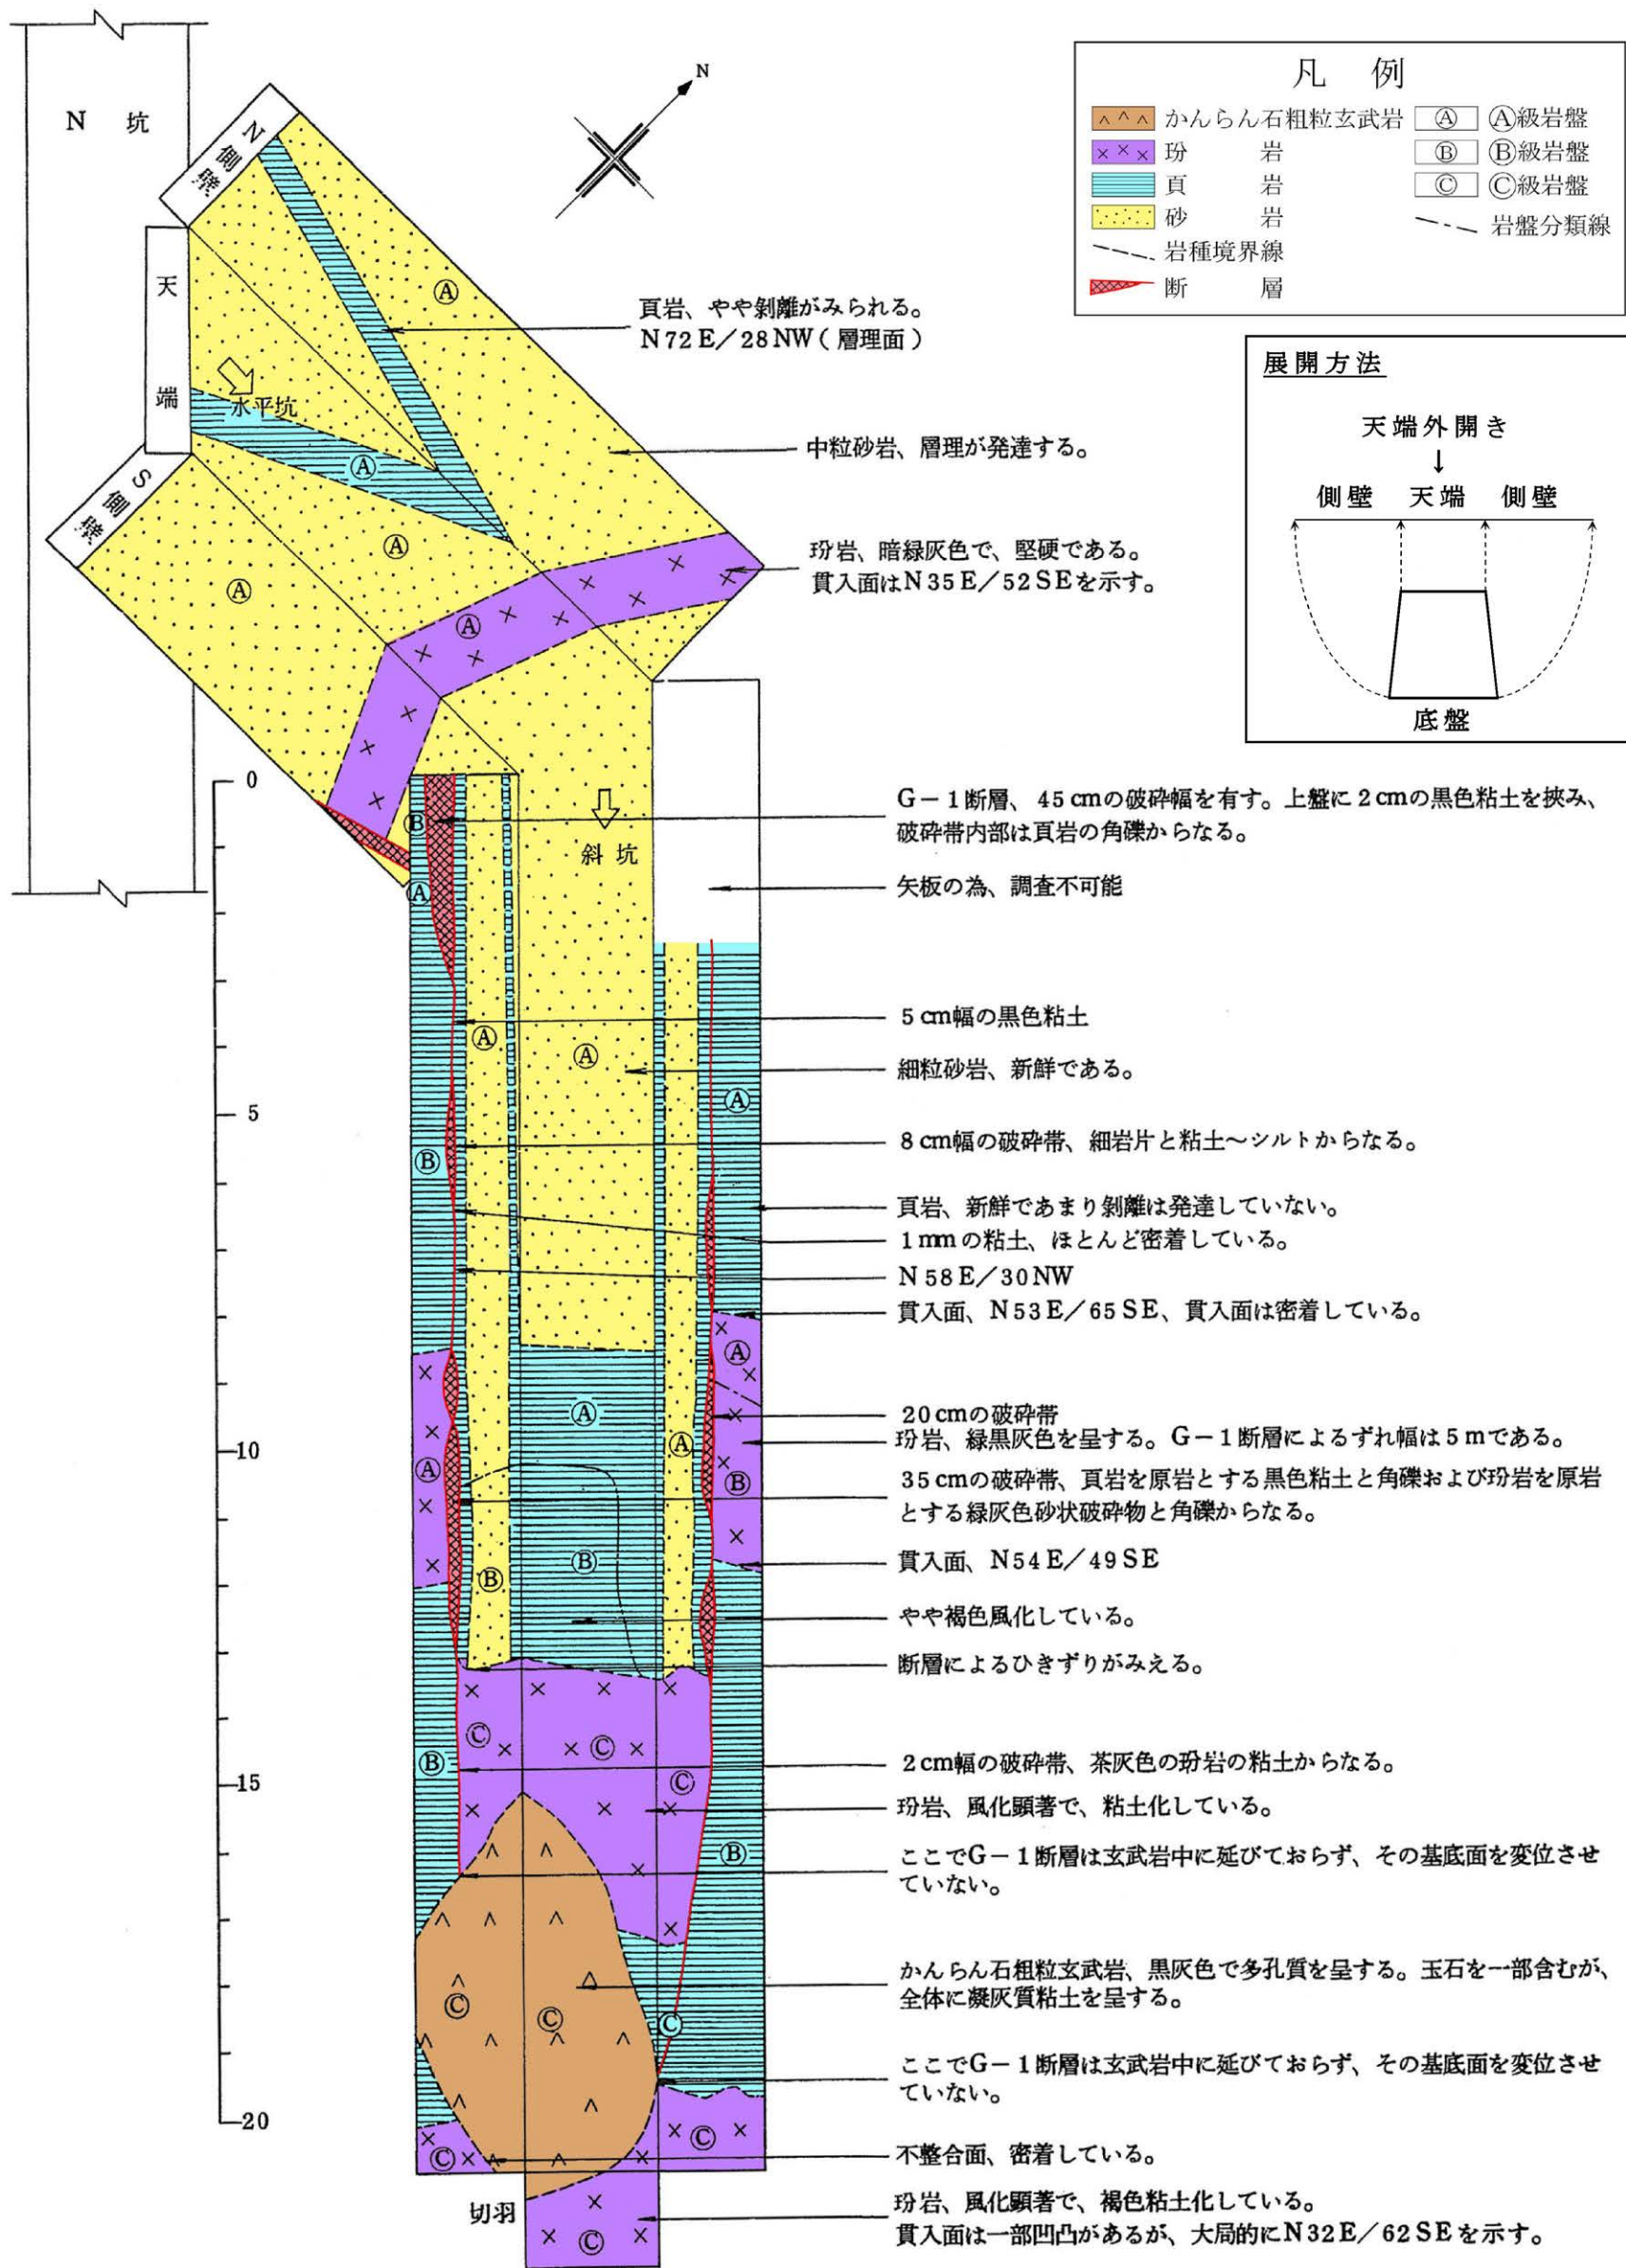 N 坑
N側壁
天端
S側壁
水平坑
N
凡 例
かんらん石粗粒玄武岩
玢 岩
頁 岩
砂 岩
岩種境界線
断 層
Ⓐ Ⓐ級岩盤
Ⓑ Ⓑ級岩盤
Ⓒ Ⓒ級岩盤
岩盤分類線
展開方法
天端外開き
↓
側壁 天端 側壁
底盤
頁岩、やや剝離がみられる。
N72E/28NW(層理面)
中粒砂岩、層理が発達する。
玢岩、暗緑灰色で、堅硬である。
貫入面はN35E/52SEを示す。
斜坑
G-1断層、45cmの破砕幅を有す。上盤に2cmの黒色粘土を挟み、
破砕帯内部は頁岩の角礫からなる。
矢板の為、調査不可能
5cm幅の黒色粘土
細粒砂岩、新鮮である。
8cm幅の破砕帯、細岩片と粘土~シルトからなる。
頁岩、新鮮であまり剝離は発達していない。
1mmの粘土、ほとんど密着している。
N58E/30NW
貫入面、N53E/65SE、貫入面は密着している。
20cmの破砕帯
玢岩、緑黒灰色を呈する。G-1断層によるずれ幅は5mである。
35cmの破砕帯、頁岩を原岩とする黒色粘土と角礫および玢岩を原岩
とする緑灰色砂状破砕物と角礫からなる。
貫入面、N54E/49SE
やや褐色風化している。
断層によるひきずりがみえる。
2cm幅の破砕帯、茶灰色の玢岩の粘土からなる。
玢岩、風化顕著で、粘土化している。
ここでG-1断層は玄武岩中に延びておらず、その基底面を変位させ
ていない。
かんらん石粗粒玄武岩、黒灰色で多孔質を呈する。玉石を一部含むが、
全体に凝灰質粘土を呈する。
ここでG-1断層は玄武岩中に延びておらず、その基底面を変位させ
ていない。
不整合面、密着している。
玢岩、風化顕著で、褐色粘土化している。
貫入面は一部凹凸があるが、大局的にN32E/62SEを示す。
切羽
0
5
10
15
20
Ⓐ
Ⓐ
Ⓐ
Ⓐ
Ⓐ
Ⓑ
Ⓐ
Ⓐ
Ⓐ
Ⓐ
Ⓑ
Ⓐ
Ⓐ
Ⓐ
Ⓐ
Ⓑ
Ⓑ
Ⓑ
Ⓒ
Ⓒ
Ⓒ
Ⓑ
Ⓑ
Ⓒ
Ⓒ
Ⓒ
Ⓒ
Ⓒ
Ⓒ